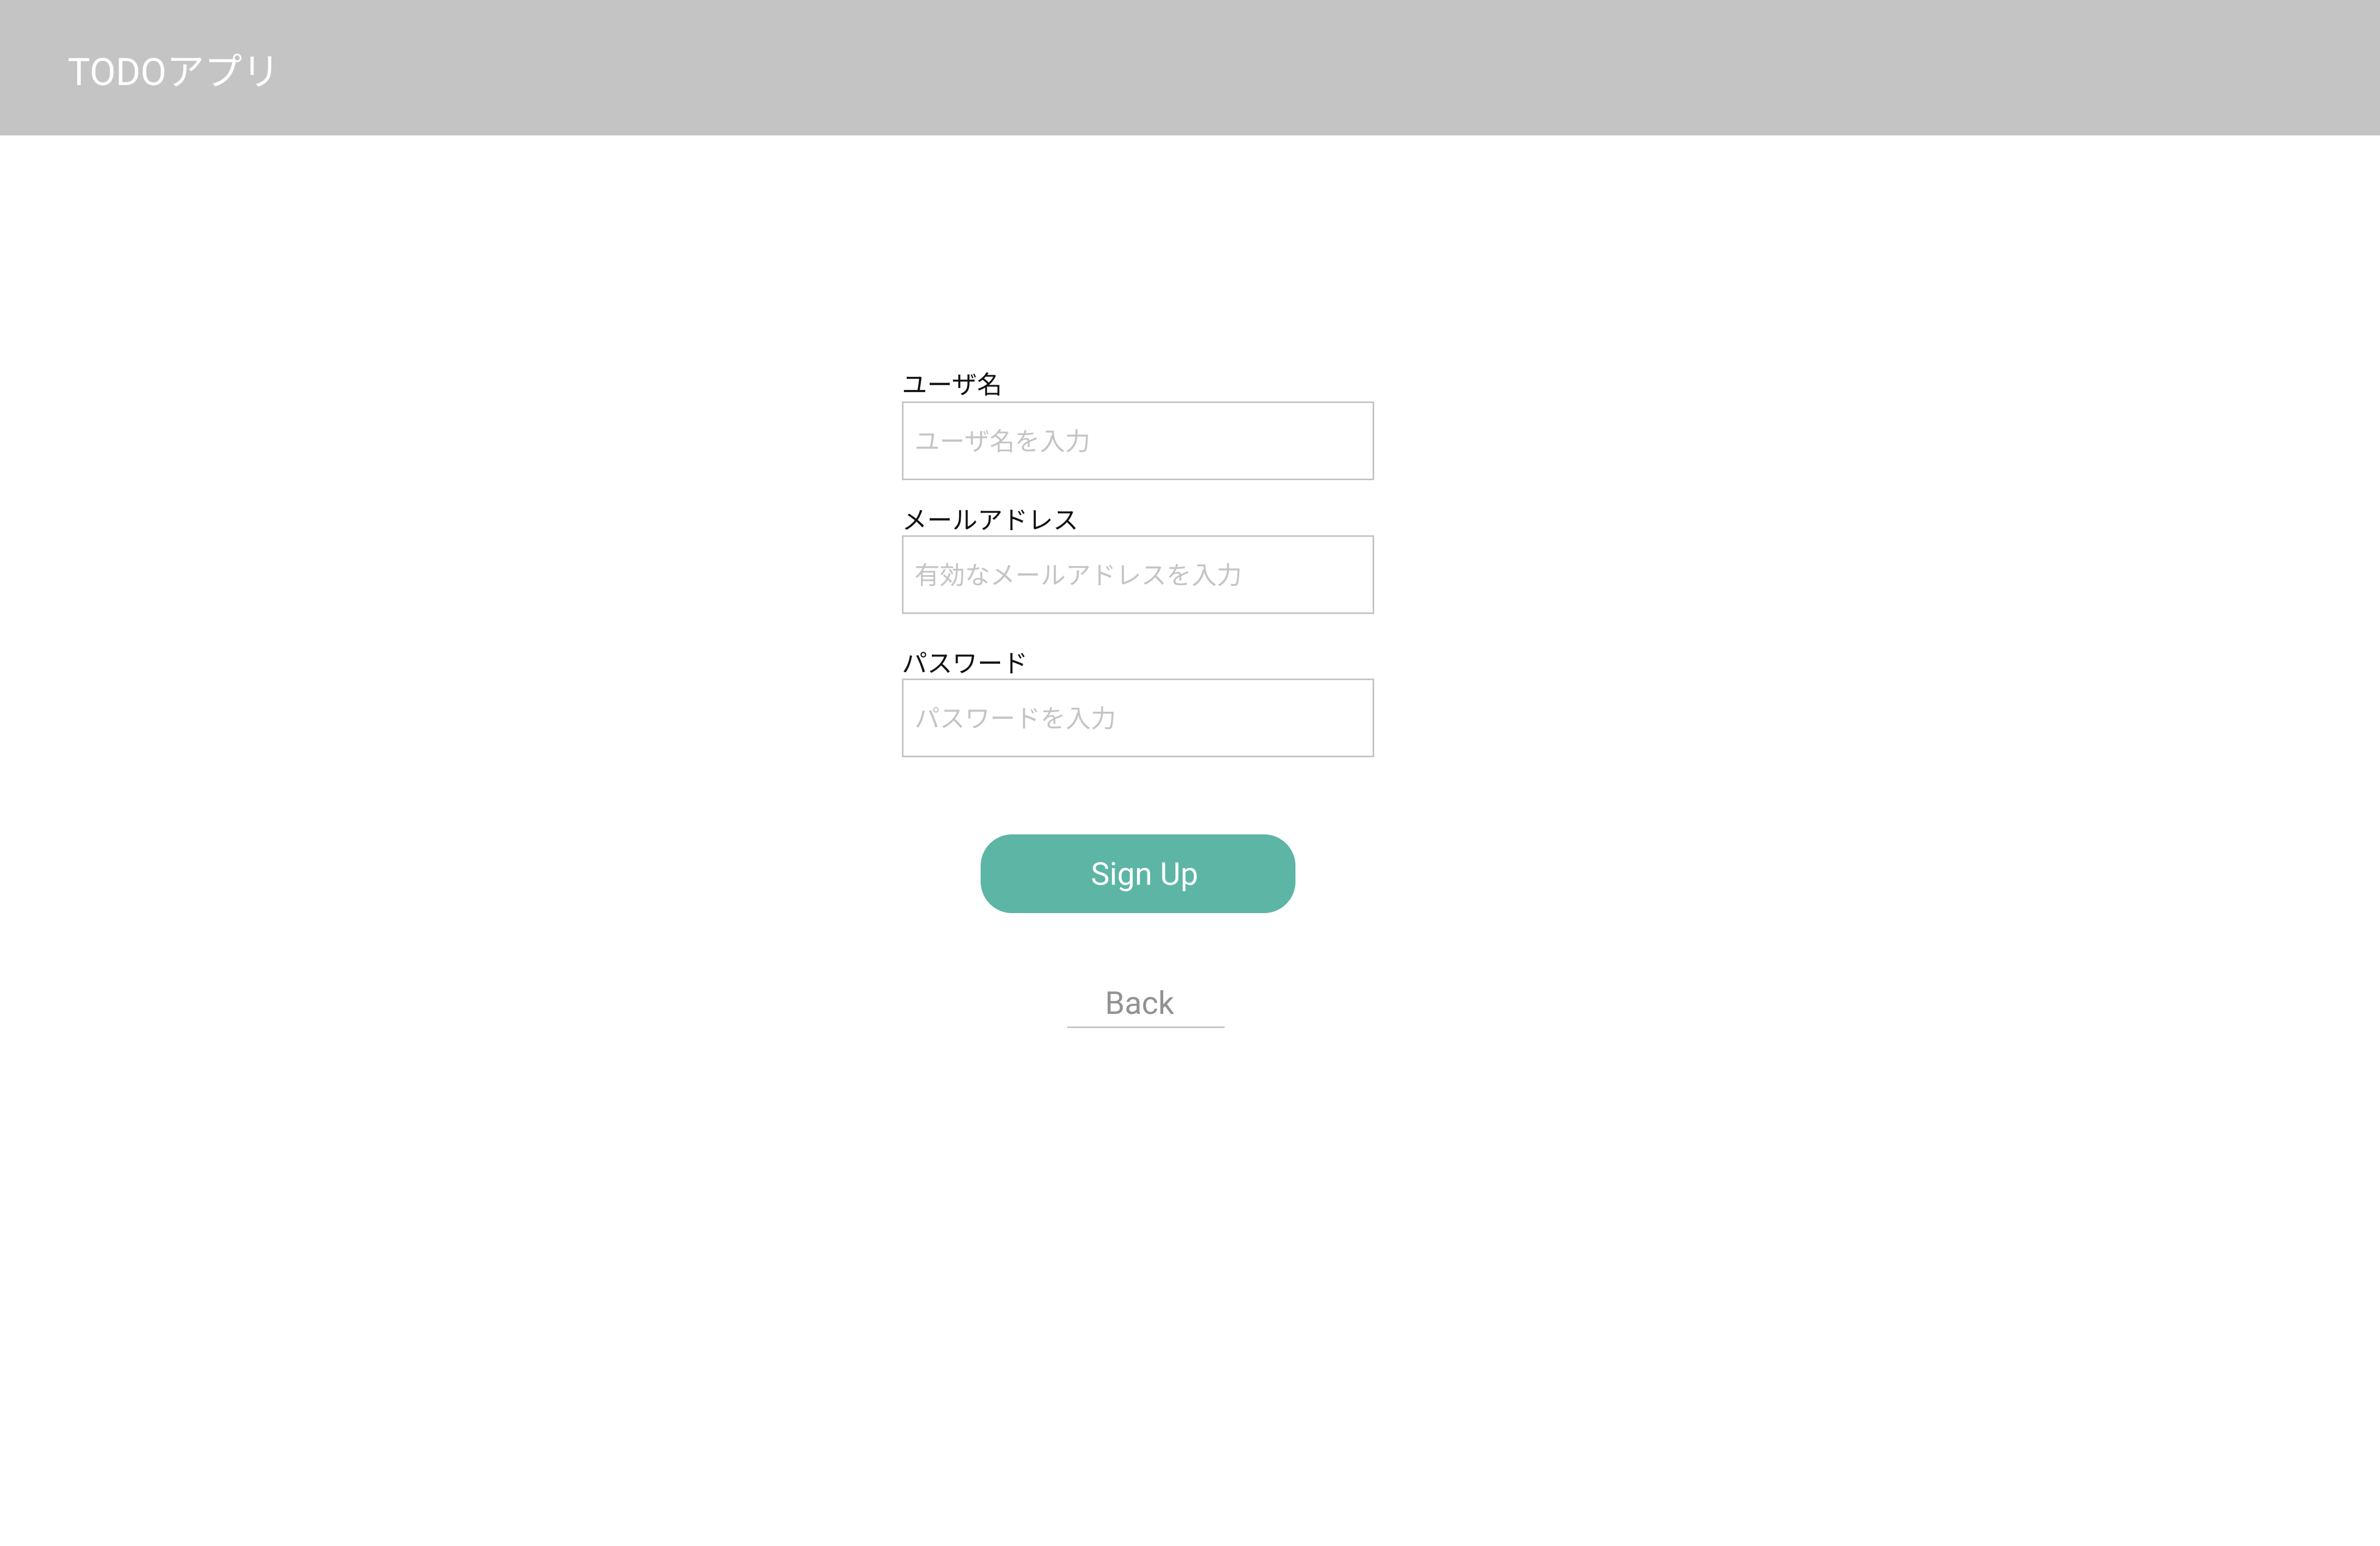 TODOアプリ
ユーザ名
ユーザ名を入力
メールアドレス
有効なメールアドレスを入力
パスワード
パスワードを入力
Sign Up
Back